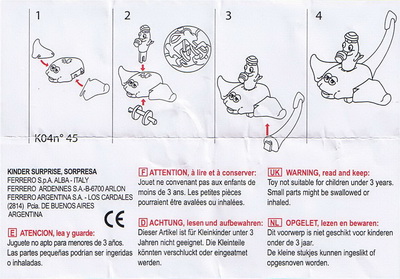 1
2
3
4
K04n° 45
KINDER SURPRISE, SORPRESA
FERRERO S.p.A. ALBA - ITALY
FERRERO ARDENNES S.A.-B-6700 ARLON
FERRERO ARGENTINA S.A. - LOS CARDALES
(2814) Pcia. DE BUENOS AIRES
ARGENTINA
CE
E ATENCION, lea y guarde:
Juguete no apto para menores de 3 años.
Las partes pequeñas podrían ser ingeridas
o inhaladas.
F ATTENTION, à lire et à conserver:
Jouet ne convenant pas aux enfants de
moins de 3 ans. Les petites pièces
pourraient être avalées ou inhalées.
D ACHTUNG, lesen und aufbewahren:
Dieser Artikel ist für Kleinkinder unter 3
Jahren nicht geeignet. Die Kleinteile
könnten verschluckt oder eingeatmet
werden.
UK WARNING, read and keep:
Toy not suitable for children under 3 years.
Small parts might be swallowed or
inhaled.
NL OPGELET, lezen en bewaren:
Dit voorwerp is niet geschikt voor kinderen
onder de 3 jaar.
De kleine stukjes kunnen ingeslikt of
opgezogen worden.